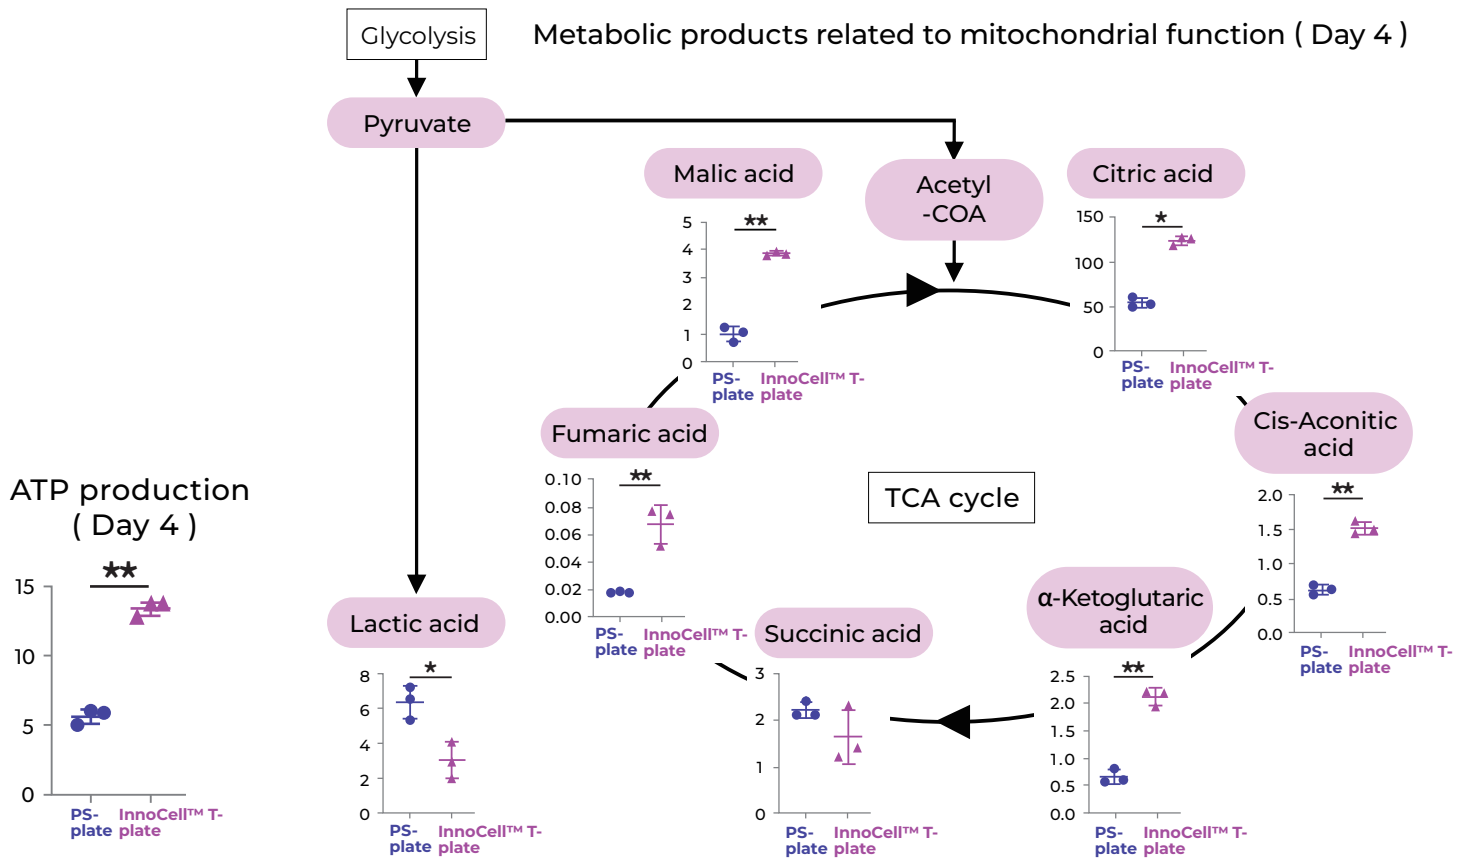 Glycolysis
Metabolic products related to mitochondrial function ( Day 4 )
Pyruvate
Malic acid
5
4
3
2
1
0
**
PS-
plate
InnoCell™ T-
plate
Acetyl
-COA
Citric acid
150
100
50
0
*
PS-
plate
InnoCell™ T-
plate
Fumaric acid
0.10
0.08
0.06
0.04
0.02
0.00
**
PS-
plate
InnoCell™ T-
plate
TCA cycle
Cis-Aconitic
acid
2.0
1.5
1.0
0.5
0.0
**
PS-
plate
InnoCell™ T-
plate
ATP production
( Day 4 )
15
10
5
0
**
PS-
plate
InnoCell™ T-
plate
Lactic acid
8
6
4
2
0
*
PS-
plate
InnoCell™ T-
plate
Succinic acid
3
2
1
0
PS-
plate
InnoCell™ T-
plate
α-Ketoglutaric
acid
2.5
2.0
1.5
1.0
0.5
0.0
**
PS-
plate
InnoCell™ T-
plate